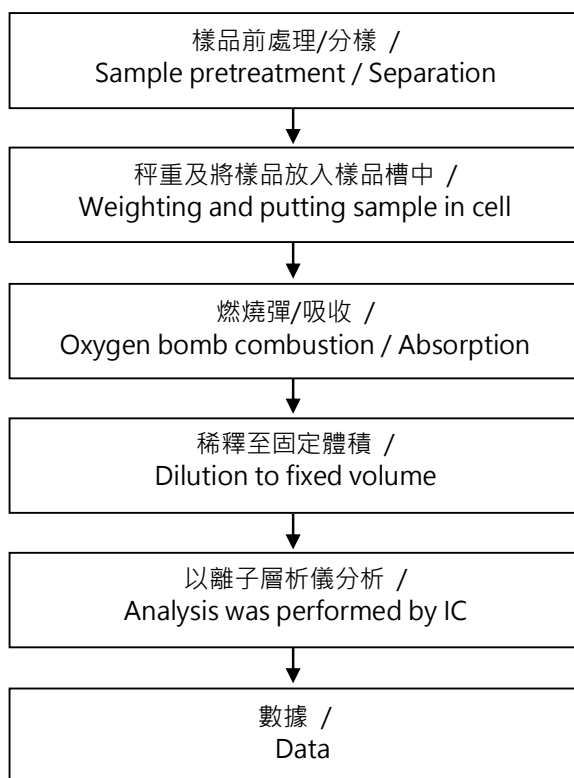 樣品前處理/分樣 /
Sample pretreatment / Separation
秤重及將樣品放入樣品槽中 /
Weighting and putting sample in cell
燃燒彈/吸收 /
Oxygen bomb combustion / Absorption
稀釋至固定體積 /
Dilution to fixed volume
以離子層析儀分析 /
Analysis was performed by IC
數據 /
Data